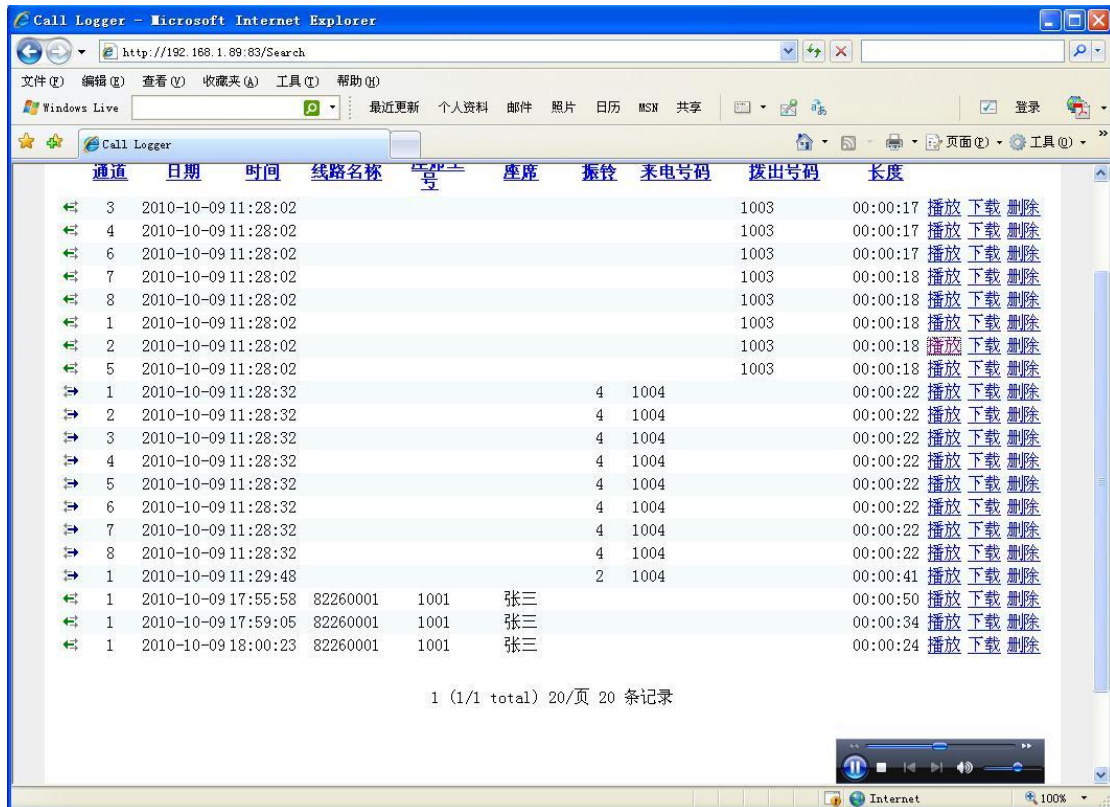 Call Logger - Microsoft Internet Explorer
http://192.168.1.89:83/Search
文件(F) 编辑(E) 查看(V) 收藏夹(A) 工具(T) 帮助(H)
Windows Live 最近更新 个人资料 邮件 照片 日历 MSN 共享 登录
Call Logger 页面(P) 工具(O)
通道 日期 时间 线路名称 号 座席 振铃 来电号码 拨出号码 长度
3 2010-10-09 11:28:02 1003 00:00:17 播放 下载 删除
4 2010-10-09 11:28:02 1003 00:00:17 播放 下载 删除
6 2010-10-09 11:28:02 1003 00:00:17 播放 下载 删除
7 2010-10-09 11:28:02 1003 00:00:18 播放 下载 删除
8 2010-10-09 11:28:02 1003 00:00:18 播放 下载 删除
1 2010-10-09 11:28:02 1003 00:00:18 播放 下载 删除
2 2010-10-09 11:28:02 1003 00:00:18 播放 下载 删除
5 2010-10-09 11:28:02 1003 00:00:18 播放 下载 删除
1 2010-10-09 11:28:32 4 1004 00:00:22 播放 下载 删除
2 2010-10-09 11:28:32 4 1004 00:00:22 播放 下载 删除
3 2010-10-09 11:28:32 4 1004 00:00:22 播放 下载 删除
4 2010-10-09 11:28:32 4 1004 00:00:22 播放 下载 删除
5 2010-10-09 11:28:32 4 1004 00:00:22 播放 下载 删除
6 2010-10-09 11:28:32 4 1004 00:00:22 播放 下载 删除
7 2010-10-09 11:28:32 4 1004 00:00:22 播放 下载 删除
8 2010-10-09 11:28:32 4 1004 00:00:22 播放 下载 删除
1 2010-10-09 11:29:48 2 1004 00:00:41 播放 下载 删除
1 2010-10-09 17:55:58 82260001 1001 张三 00:00:50 播放 下载 删除
1 2010-10-09 17:59:05 82260001 1001 张三 00:00:34 播放 下载 删除
1 2010-10-09 18:00:23 82260001 1001 张三 00:00:24 播放 下载 删除
1 (1/1 total) 20/页 20 条记录
Internet 100%